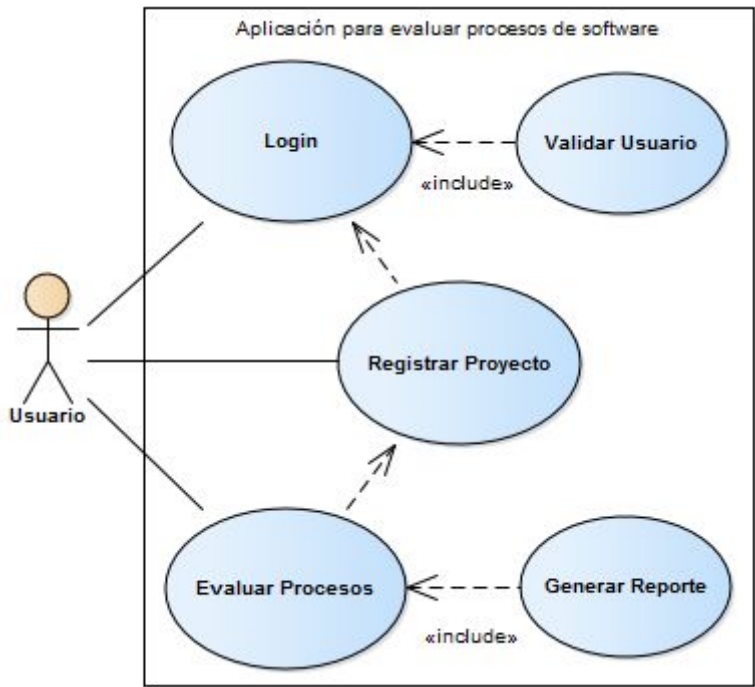 Aplicación para evaluar procesos de software
Login
Validar Usuario
«include»
Registrar Proyecto
Usuario
Evaluar Procesos
Generar Reporte
«include»